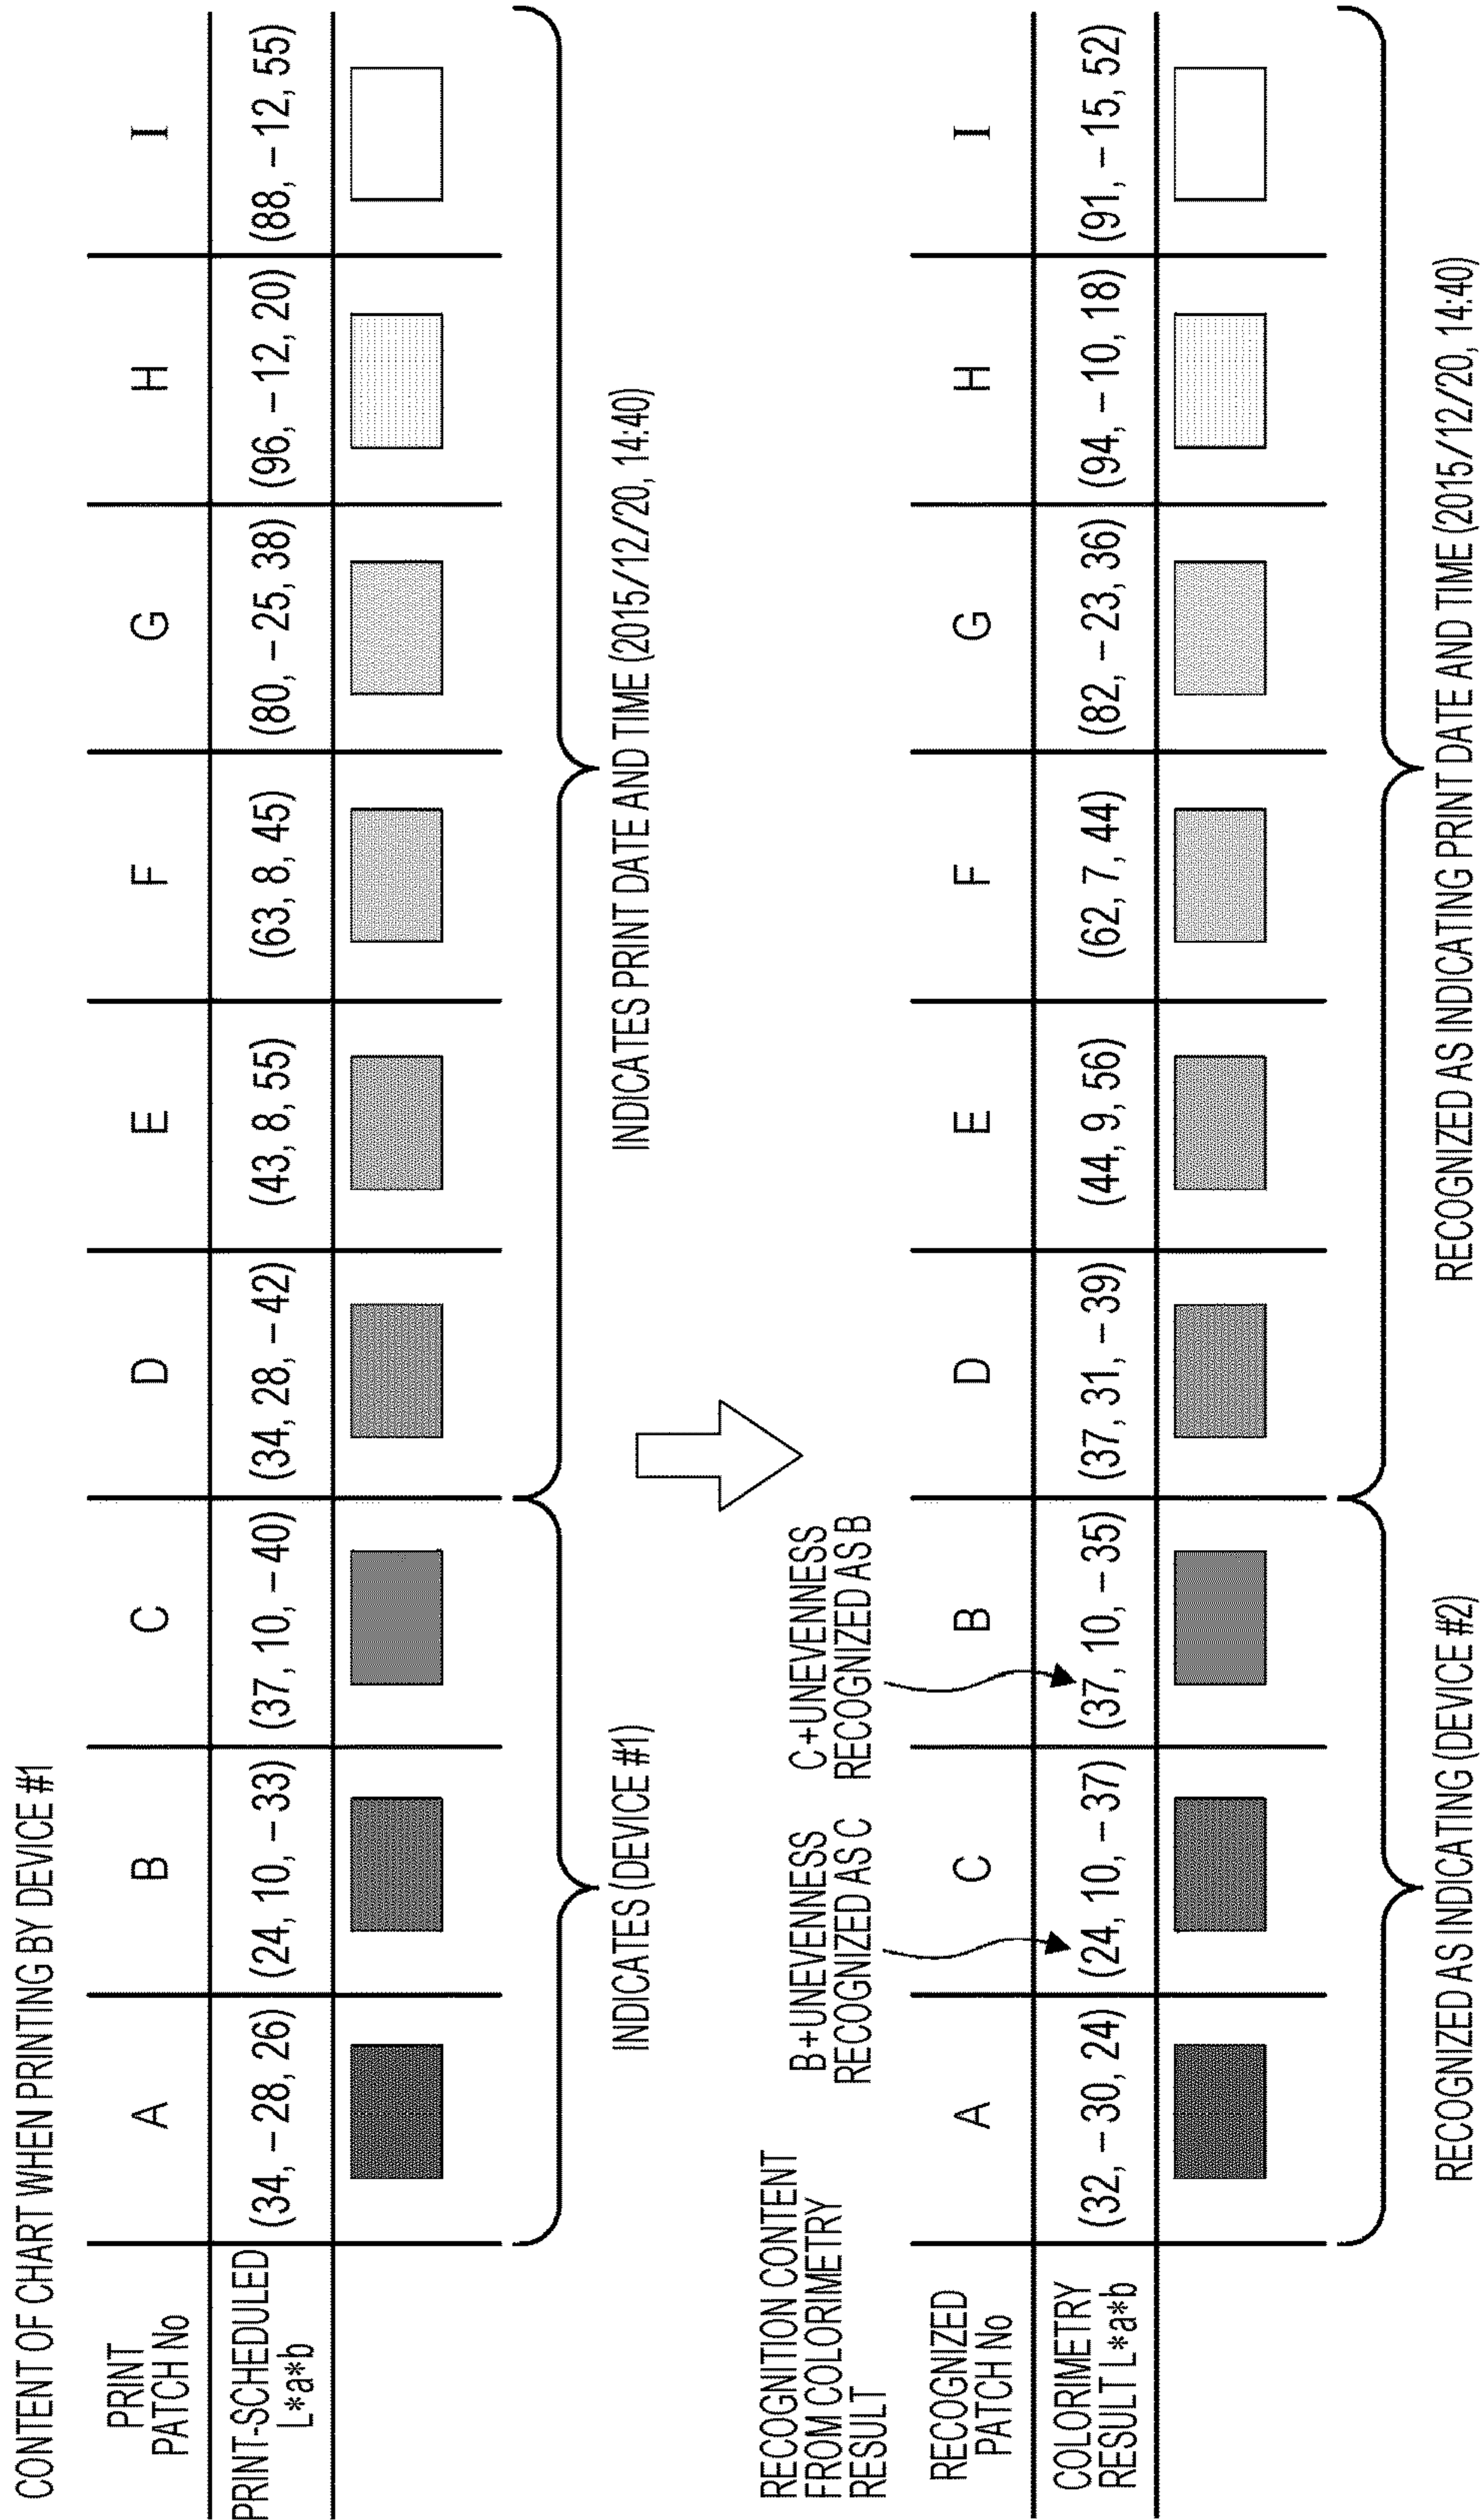 CONTENT OF CHART WHEN PRINTING BY DEVICE #1
PRINT
PATCH No
A
B
C
D
E
F
G
H
I
PRINT-SCHEDULED
L*a*b
(34, −28, 26)
(24, 10, −33)
(37, 10, −40)
(34, 28, −42)
(43, 8, 55)
(63, 8, 45)
(80, −25, 38)
(96, −12, 20)
(88, −12, 55)
INDICATES (DEVICE #1)
INDICATES PRINT DATE AND TIME (2015/12/20, 14:40)
RECOGNITION CONTENT
FROM COLORIMETRY
RESULT
B+UNEVENNESS
RECOGNIZED AS C
C+UNEVENNESS
RECOGNIZED AS B
RECOGNIZED
PATCH No
A
C
B
D
E
F
G
H
I
COLORIMETRY
RESULT L*a*b
(32, −30, 24)
(24, 10, −37)
(37, 10, −35)
(37, 31, −39)
(44, 9, 56)
(62, 7, 44)
(82, −23, 36)
(94, −10, 18)
(91, −15, 52)
RECOGNIZED AS INDICATING (DEVICE #2)
RECOGNIZED AS INDICATING PRINT DATE AND TIME (2015/12/20, 14:40)